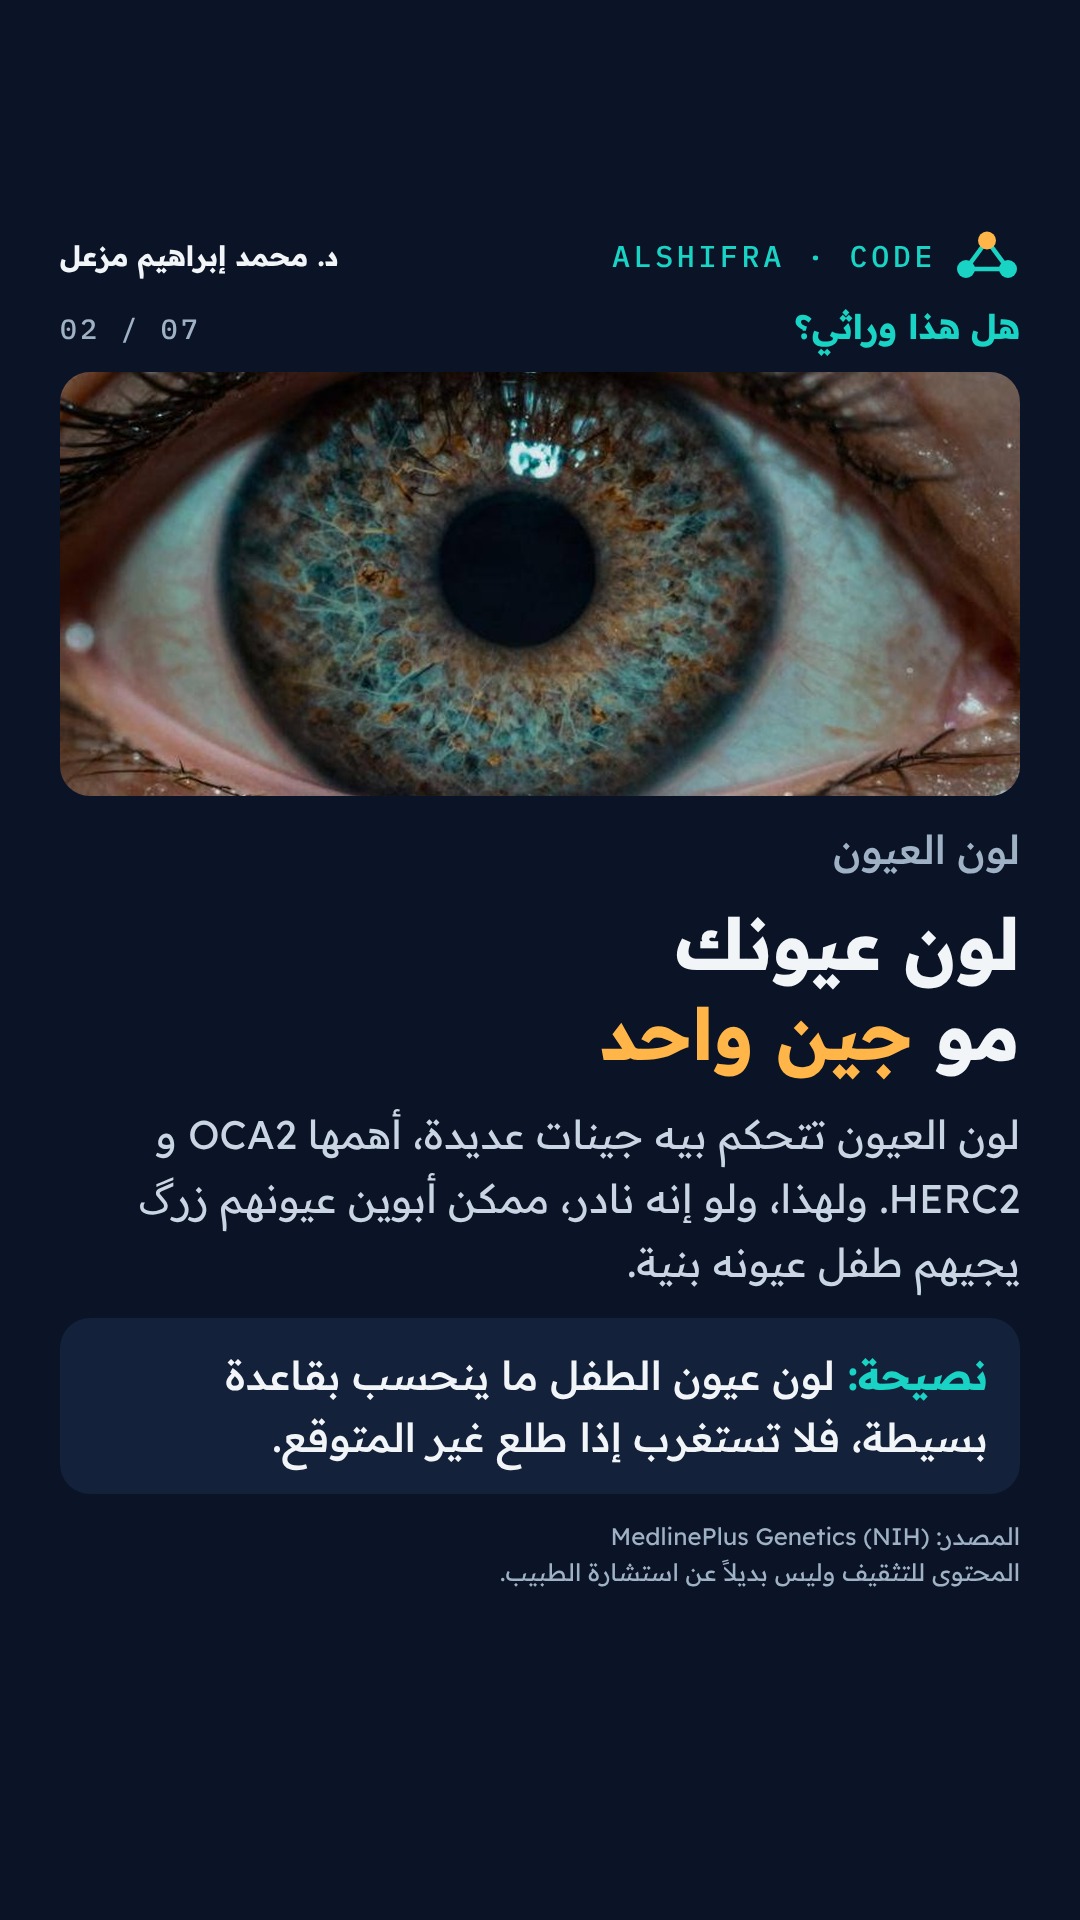 ALSHIFRA · CODE
د. محمد إبراهيم مزعل
هل هذا وراثي؟
02 / 07
لون العيون
لون عيونك
مو جين واحد
لون العيون تتحكم بيه جينات عديدة، أهمها OCA2 و
HERC2. ولهذا، ولو إنه نادر، ممكن أبوين عيونهم زرگ
يجيهم طفل عيونه بنية.
نصيحة: لون عيون الطفل ما ينحسب بقاعدة
بسيطة، فلا تستغرب إذا طلع غير المتوقع.
المصدر: MedlinePlus Genetics (NIH)
المحتوى للتثقيف وليس بديلاً عن استشارة الطبيب.